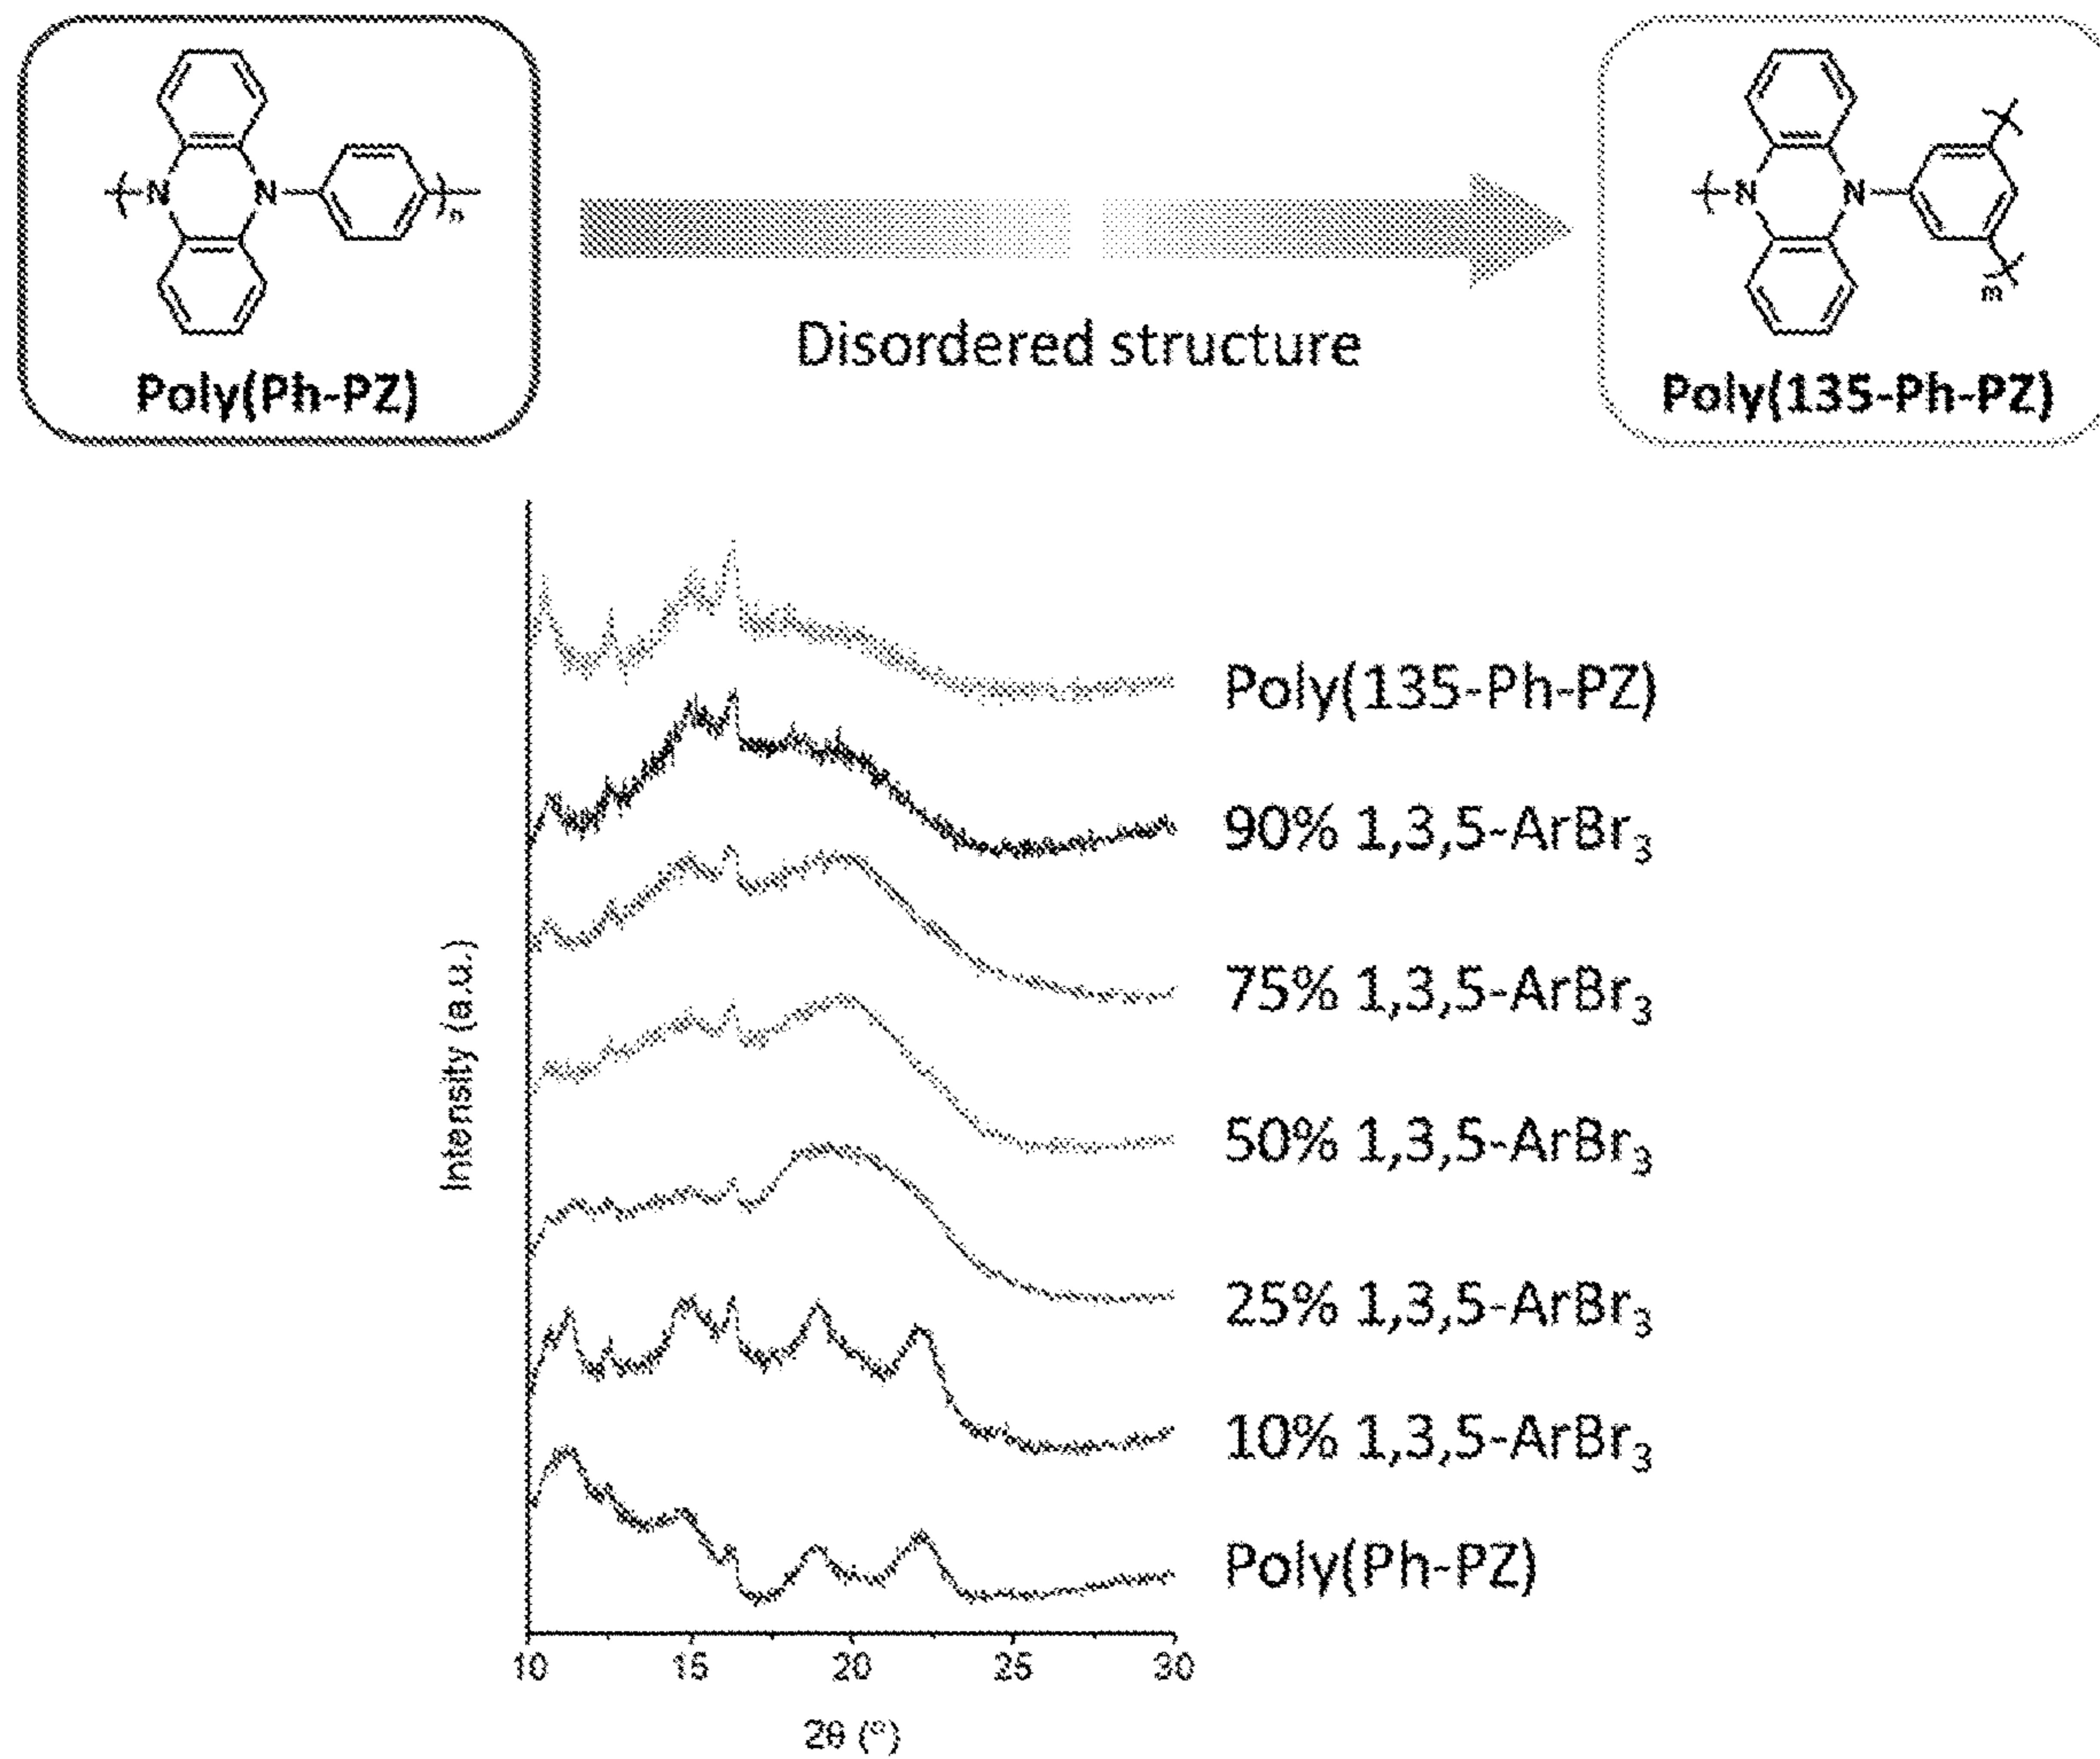 N
N
n
Poly(Ph-PZ)
Disordered structure
N
N
m
Poly(135-Ph-PZ)
Poly(135-Ph-PZ)
90% 1,3,5-ArBr₃
75% 1,3,5-ArBr₃
50% 1,3,5-ArBr₃
25% 1,3,5-ArBr₃
10% 1,3,5-ArBr₃
Poly(Ph-PZ)
Intensity (a.u.)
10 15 20 25 30
2θ (°)